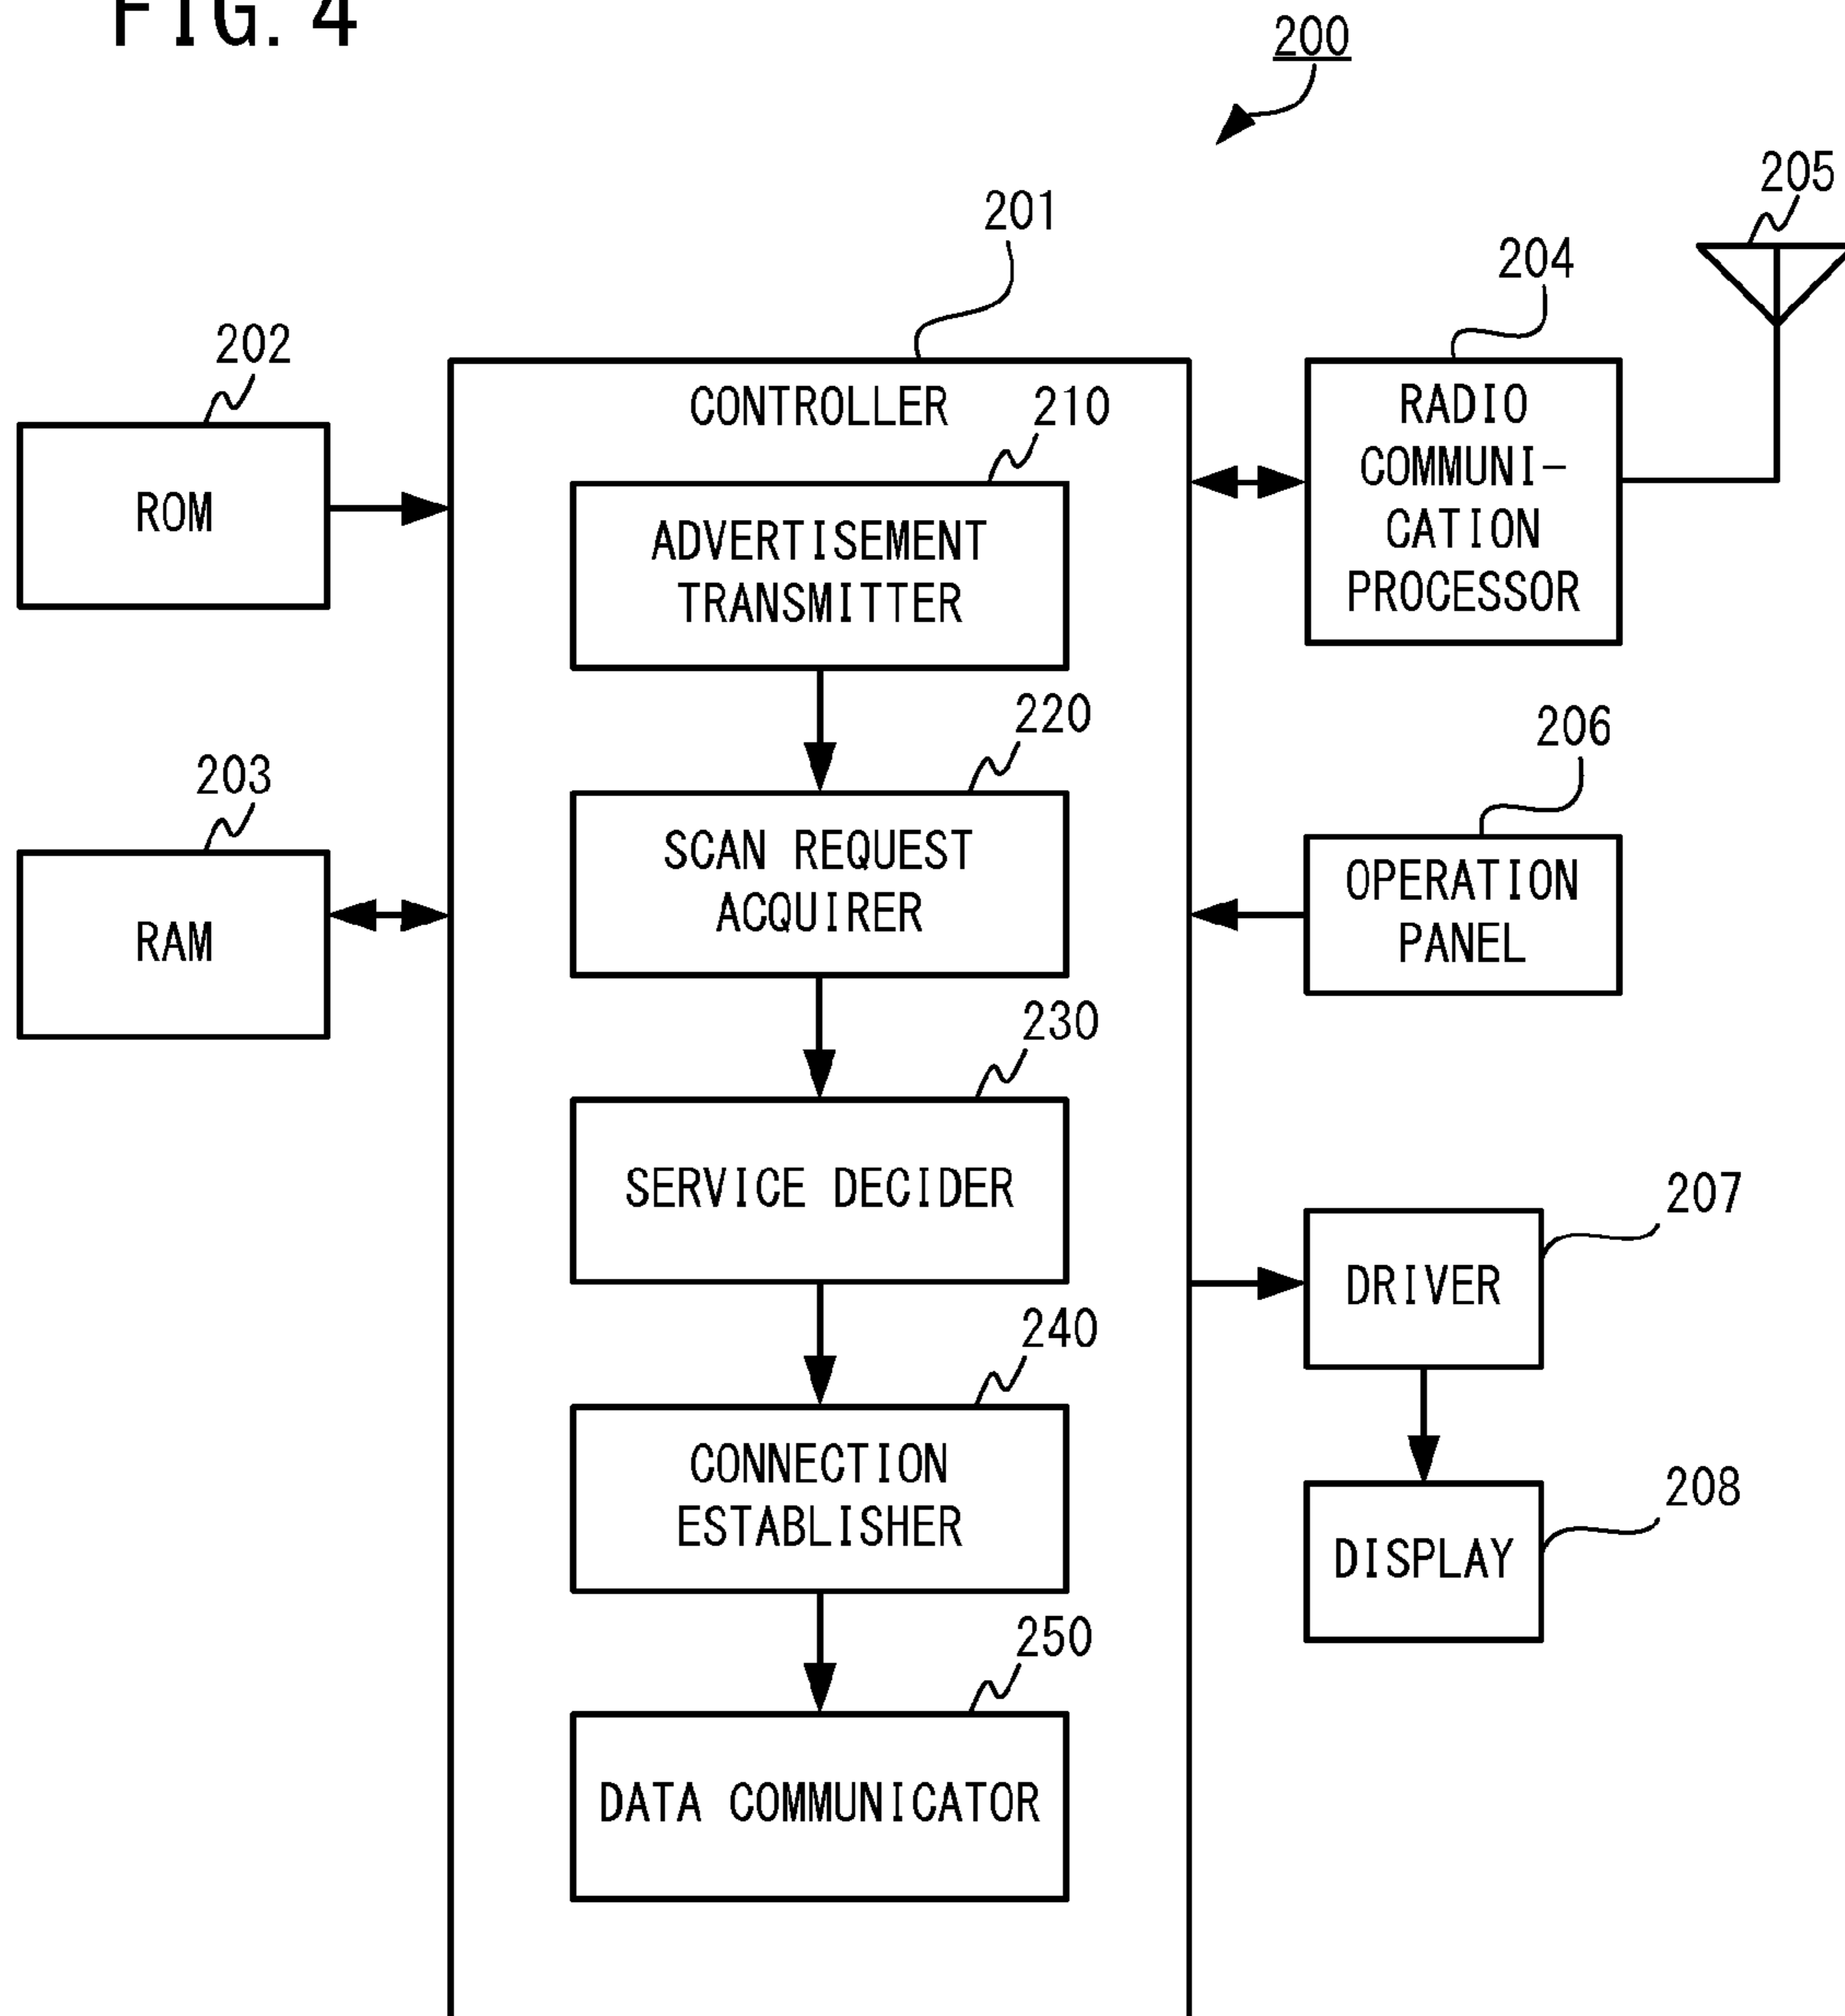 FIG. 4
200
205
201
204
202
CONTROLLER
210
RADIO
COMMUNI-
CATION
PROCESSOR
ROM
ADVERTISEMENT
TRANSMITTER
220
206
203
SCAN REQUEST
ACQUIRER
OPERATION
PANEL
RAM
230
SERVICE DECIDER
207
DRIVER
240
CONNECTION
ESTABLISHER
208
DISPLAY
250
DATA COMMUNICATOR